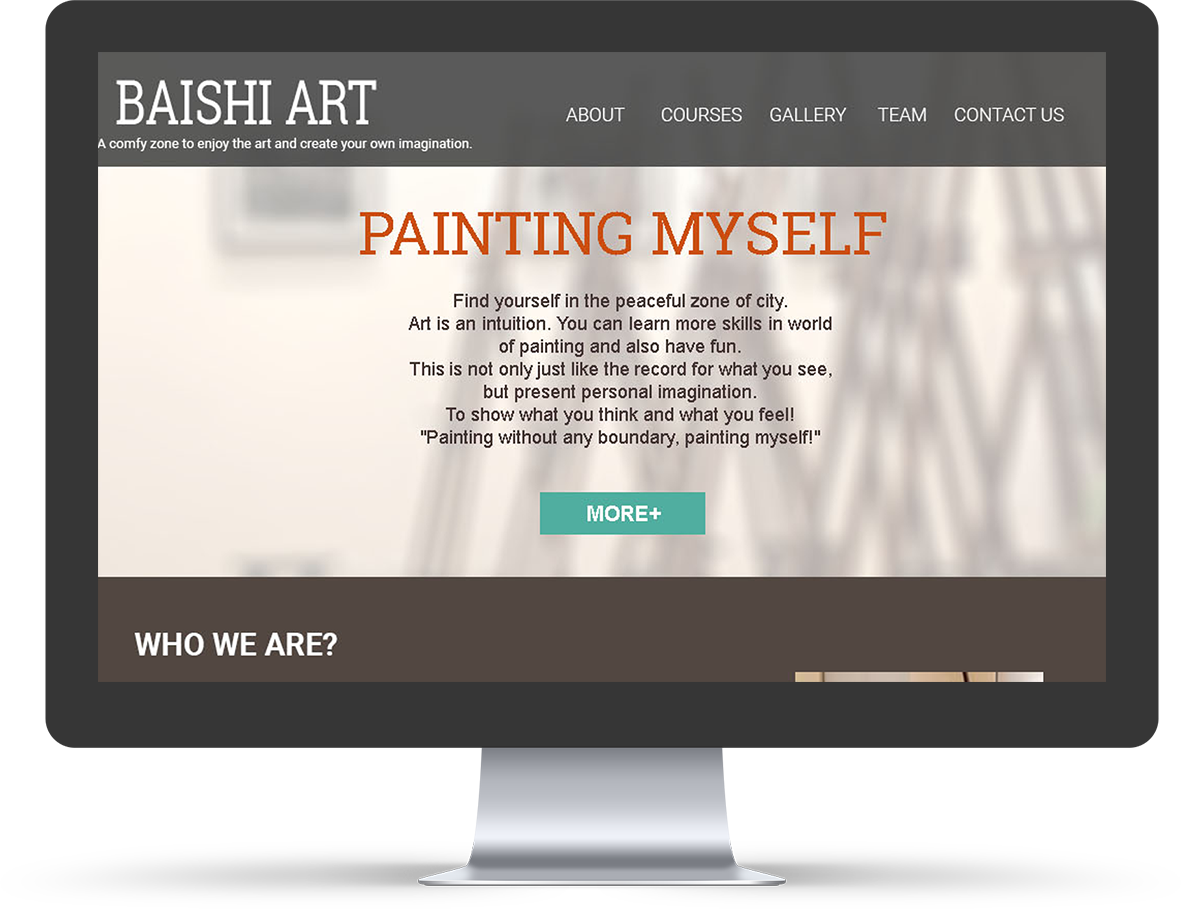 BAISHI ART
A comfy zone to enjoy the art and create your own imagination.
ABOUT COURSES GALLERY TEAM CONTACT US
PAINTING MYSELF
Find yourself in the peaceful zone of city.
Art is an intuition. You can learn more skills in world
of painting and also have fun.
This is not only just like the record for what you see,
but present personal imagination.
To show what you think and what you feel!
"Painting without any boundary, painting myself!"
MORE+
WHO WE ARE?